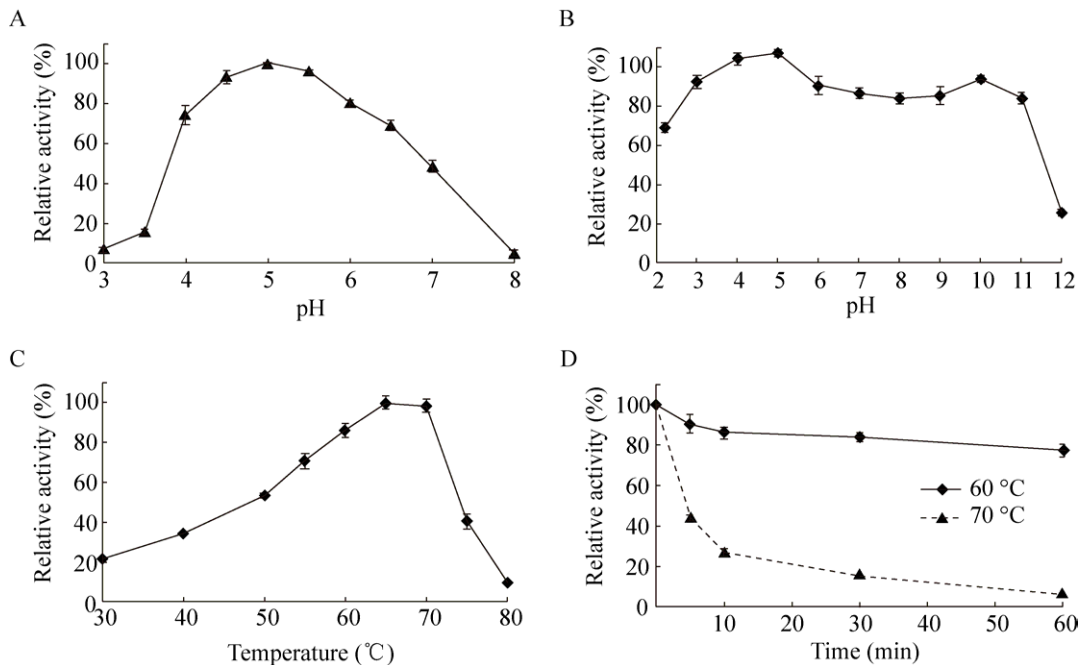 A
Relative activity (%)
100
80
60
40
20
0
3 4 5 6 7 8
pH
B
Relative activity (%)
100
80
60
40
20
0
2 3 4 5 6 7 8 9 10 11 12
pH
C
Relative activity (%)
100
80
60
40
20
0
30 40 50 60 70 80
Temperature (℃)
D
Relative activity (%)
100
80
60
40
20
0
10 20 30 40 50 60
Time (min)
60 °C
70 °C